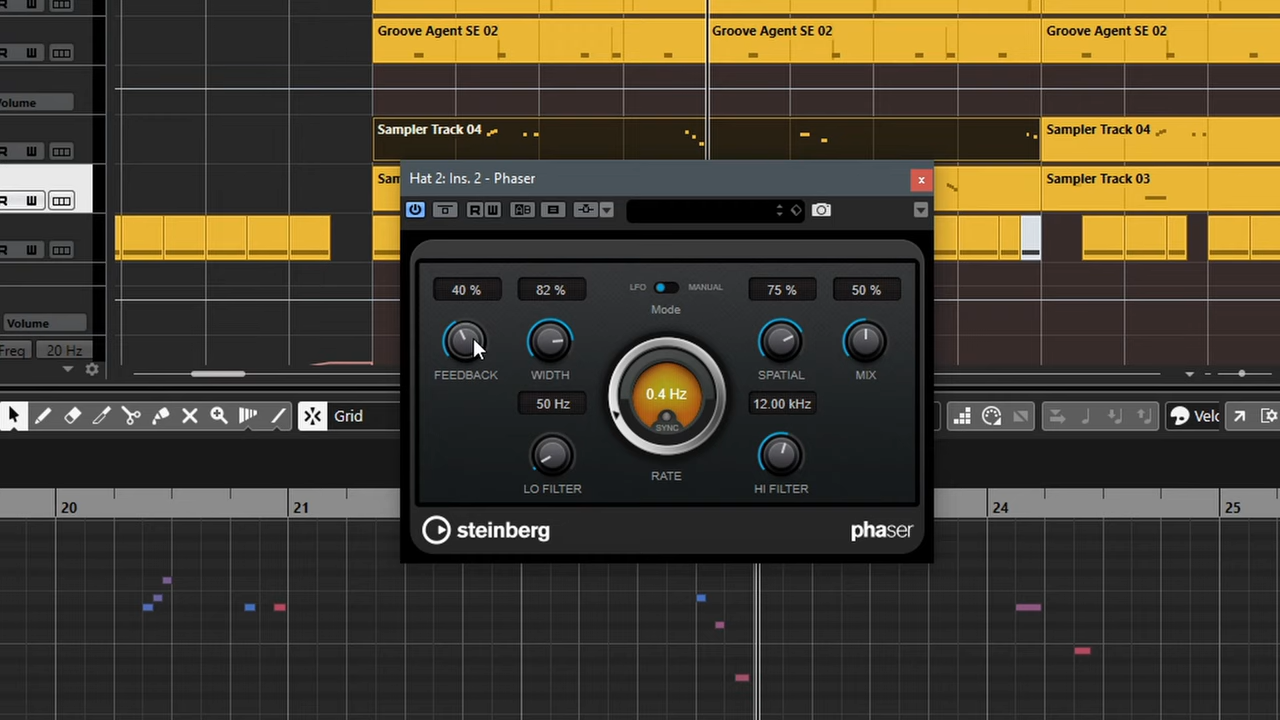 Groove Agent SE 02 Groove Agent SE 02 Groove Agent SE 02
R W
Volume
Sampler Track 04 Sampler Track 04
R W
Hat 2: Ins. 2 - Phaser x
Sam Sampler Track 03
R W
R W AB
R W
40 % 82 % LFO MANUAL 75 % 50 %
Mode
Volume
Freq 20 Hz
FEEDBACK WIDTH SPATIAL MIX
50 Hz 0.4 Hz 12.00 kHz
SYNC
Grid Velo
RATE
LO FILTER HI FILTER
20 21 24 25
steinberg phaser